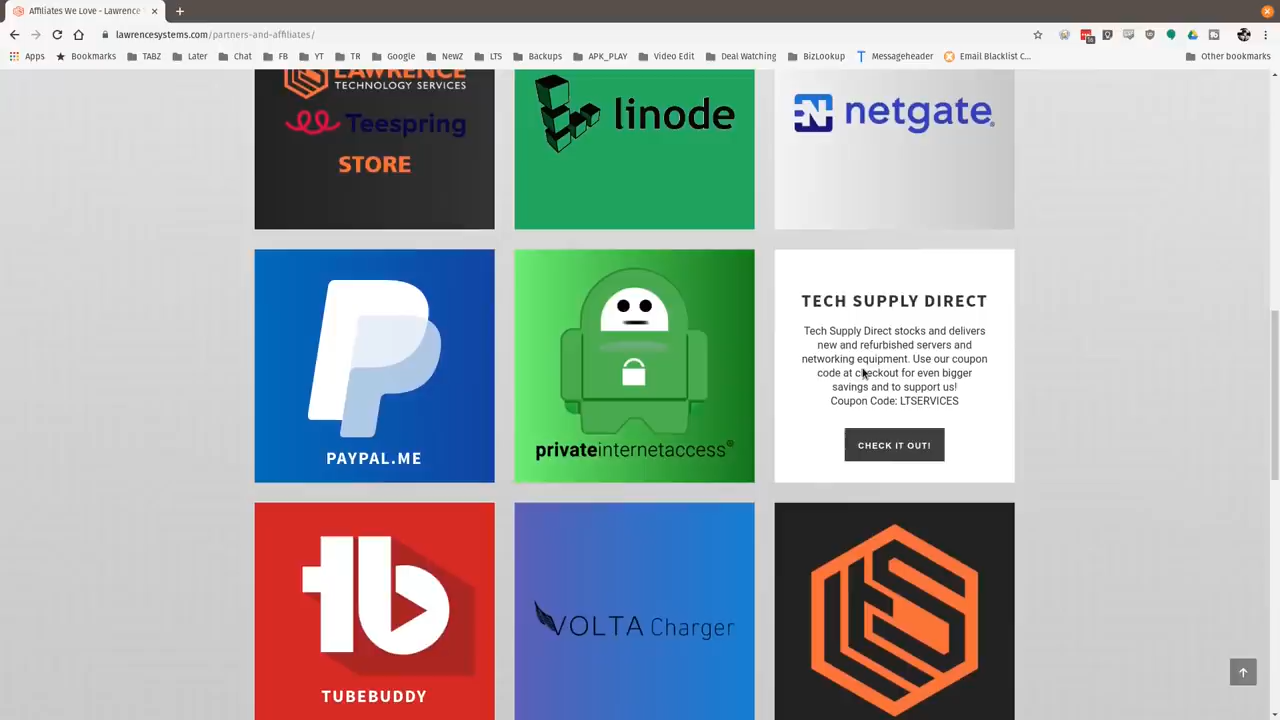 Affiliates We Love - Lawrence
lawrencesystems.com/partners-and-affiliates/
Apps Bookmarks TABZ Later Chat FB YT TR Google NewZ LTS Backups APK_PLAY Video Edit Deal Watching BizLookup Messageheader Email Blacklist C... Other bookmarks
LAWRENCE
TECHNOLOGY SERVICES
Teespring
STORE
linode
netgate
PAYPAL.ME
privateinternetaccess®
TECH SUPPLY DIRECT
Tech Supply Direct stocks and delivers
new and refurbished servers and
networking equipment. Use our coupon
code at checkout for even bigger
savings and to support us!
Coupon Code: LTSERVICES
CHECK IT OUT!
tb
TUBEBUDDY
VOLTA Charger